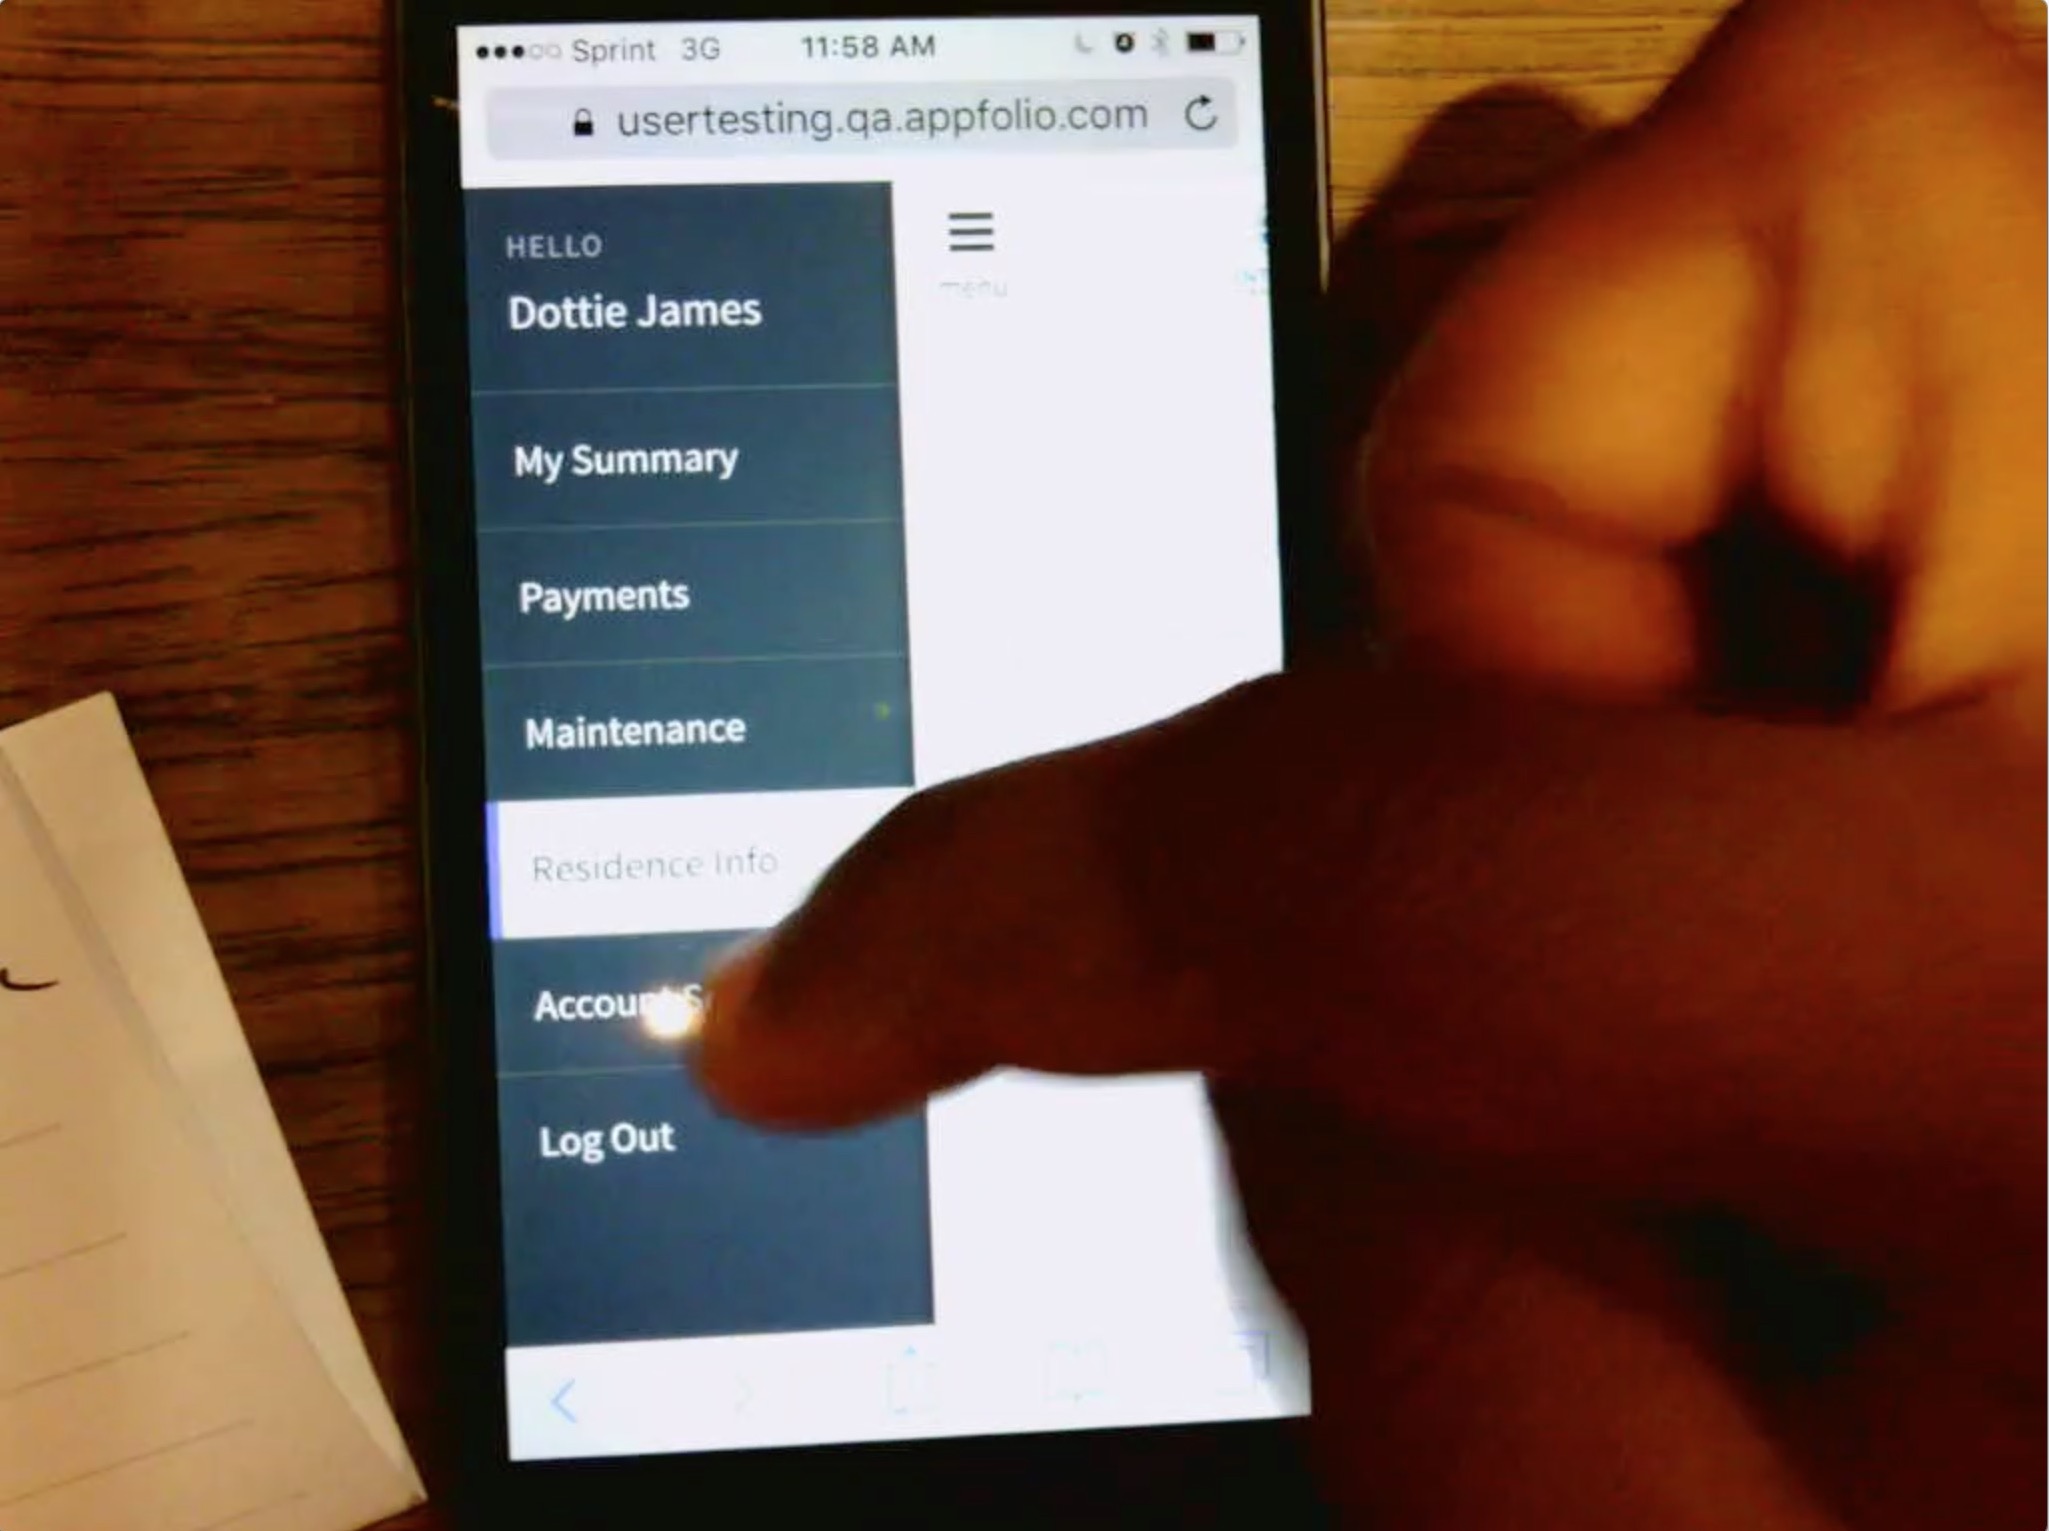 Sprint 3G 11:58 AM
usertesting.qa.appfolio.com
HELLO
menu
Dottie James
My Summary
Payments
Maintenance
Residence Info
Log Out